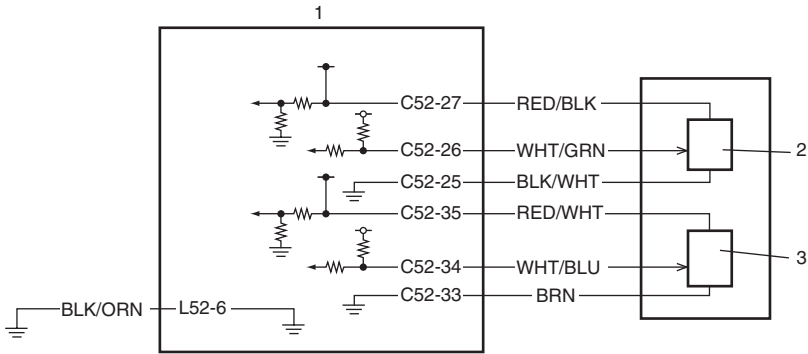 1
C52-27 RED/BLK
C52-26 WHT/GRN 2
C52-25 BLK/WHT
C52-35 RED/WHT
C52-34 WHT/BLU 3
C52-33 BRN
BLK/ORN L52-6